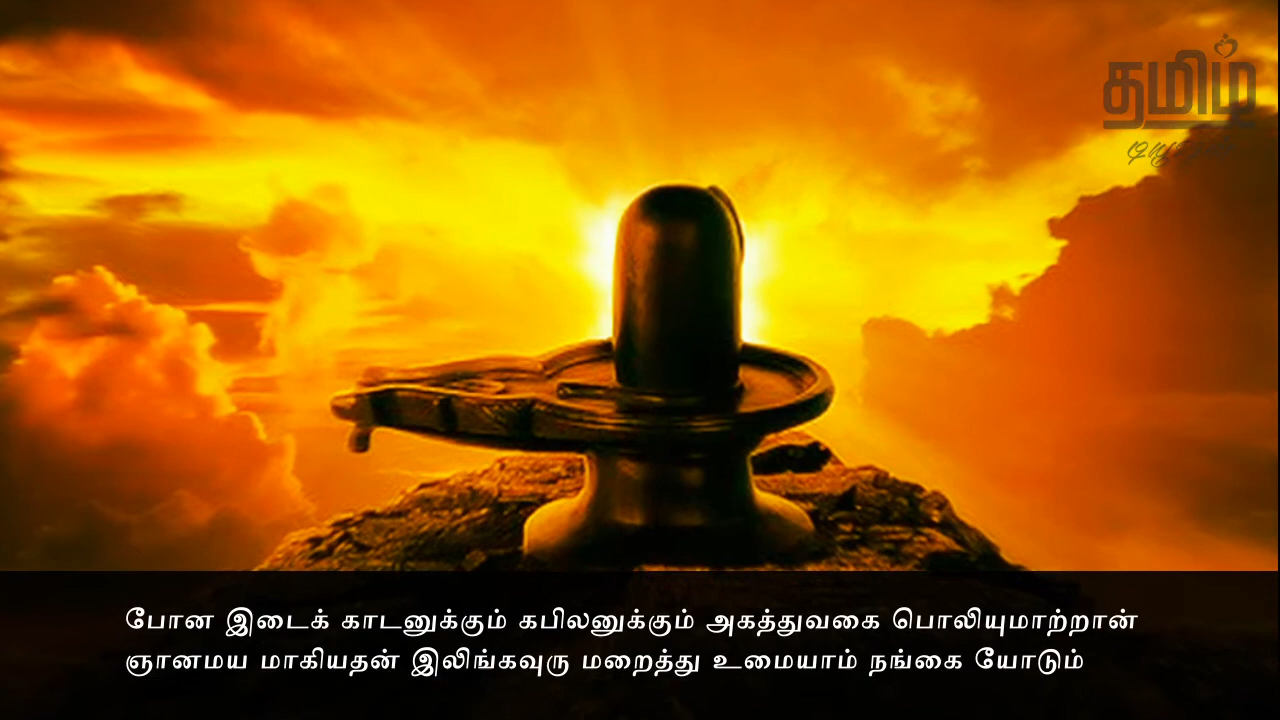 தமிழ்
போன இடைக் காடனுக்கும் கபிலனுக்கும் அகத்துவகை பொலியுமாற்றான்
ஞானமய மாகியதன் இலிங்கவுரு மறைத்து உமையாம் நங்கை யோடும்